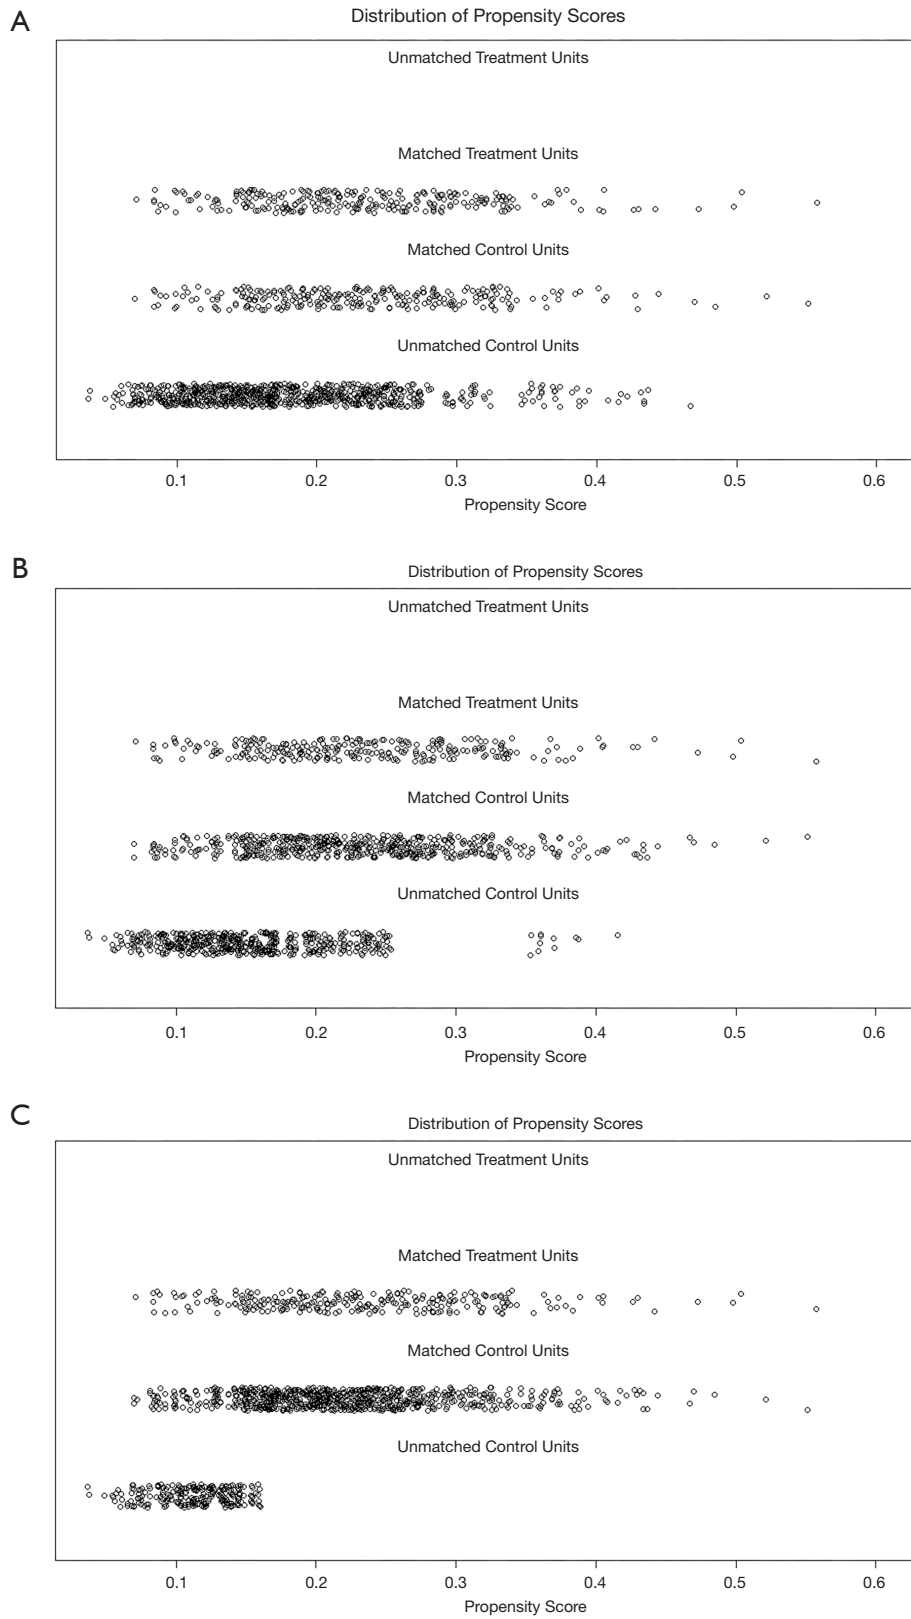 A
Distribution of Propensity Scores
Unmatched Treatment Units
Matched Treatment Units
Matched Control Units
Unmatched Control Units
0.1 0.2 0.3 0.4 0.5 0.6
Propensity Score
B
Distribution of Propensity Scores
Unmatched Treatment Units
Matched Treatment Units
Matched Control Units
Unmatched Control Units
0.1 0.2 0.3 0.4 0.5 0.6
Propensity Score
C
Distribution of Propensity Scores
Unmatched Treatment Units
Matched Treatment Units
Matched Control Units
Unmatched Control Units
0.1 0.2 0.3 0.4 0.5 0.6
Propensity Score